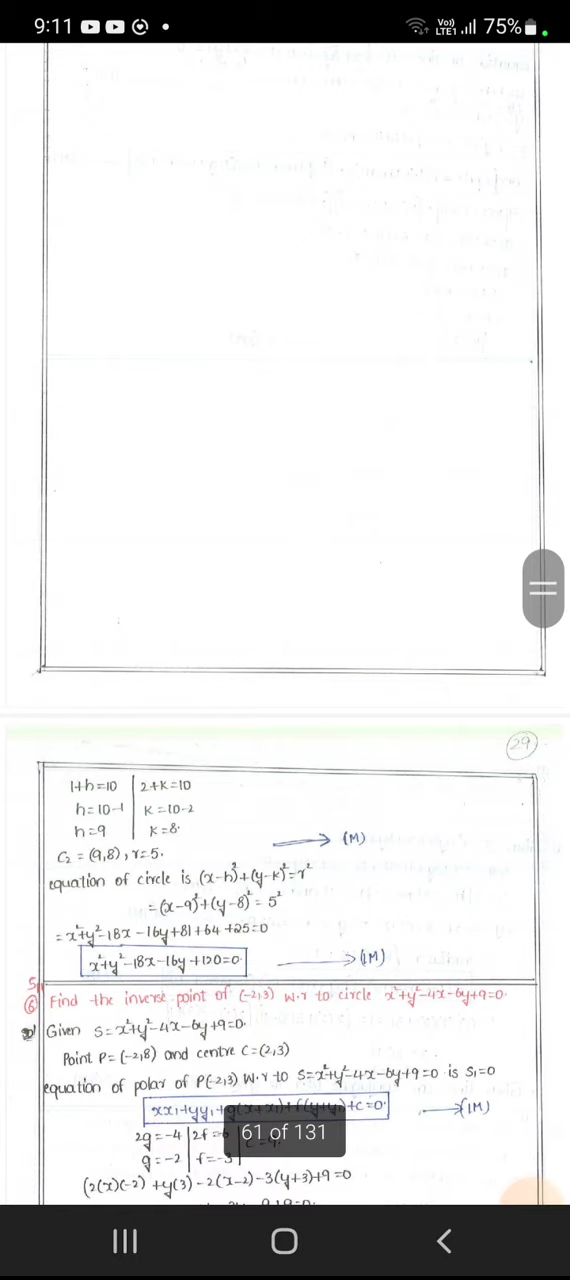 9:11
Vo)) LTE1 75%
29
1+h=10 | 2+k=10
h=10-1 | k=10-2
h=9 | k=8.
C₂ = (9,8), r=5. → (M)
equation of circle is (x-h)²+(y-k)²=r²
= (x-9)²+(y-8)² = 5²
= x²+y²-18x-16y+81+64+25=0
x²+y²-18x-16y+120=0. → (1M)
6 Find the inverse point of (-2,3) w.r to circle x²+y²-4x-6y+9=0.
Given S=x²+y²-4x-6y+9=0.
Point P=(-2,8) and centre C=(2,3)
equation of polar of P(-2,3) W.r to S=x²+y²-4x-6y+9=0 is S₁=0
xx₁+yy₁+g(x+x₁)+f(y+y₁)+c=0. → (1M)
2g=-4 | 2f=-6
61 of 131
g=-2 | f=-3
(2(x)(-2)+y(3)-2(x-2)-3(y+3)+9=0